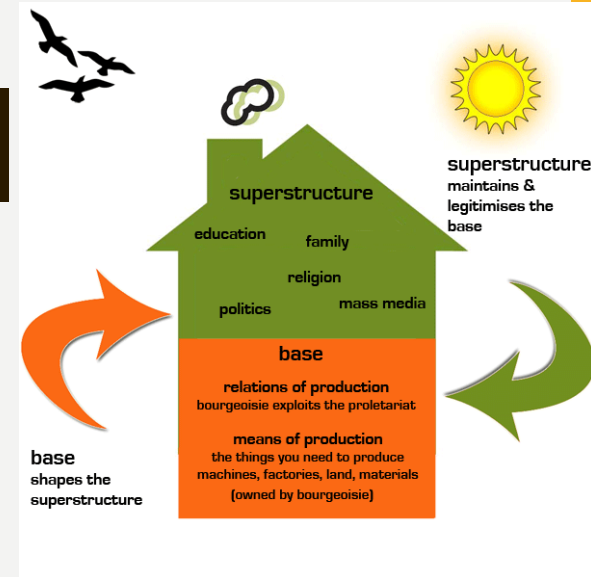 superstructure
maintains &
legitimises the
base
superstructure
education
family
religion
politics
mass media
base
relations of production
bourgeoisie exploits the proletariat
means of production
the things you need to produce
machines, factories, land, materials
(owned by bourgeoisie)
base
shapes the
superstructure